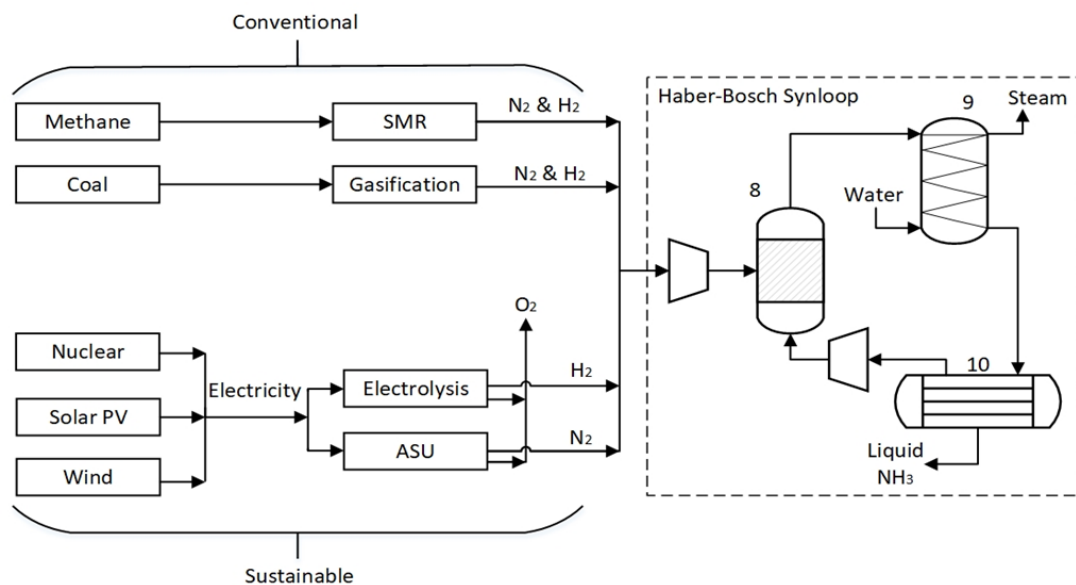 Conventional
Methane
SMR
N₂ & H₂
Coal
Gasification
N₂ & H₂
Nuclear
Solar PV
Wind
Electricity
Electrolysis
ASU
O₂
H₂
N₂
Sustainable
Haber-Bosch Synloop
8
9
Steam
Water
10
Liquid
NH₃